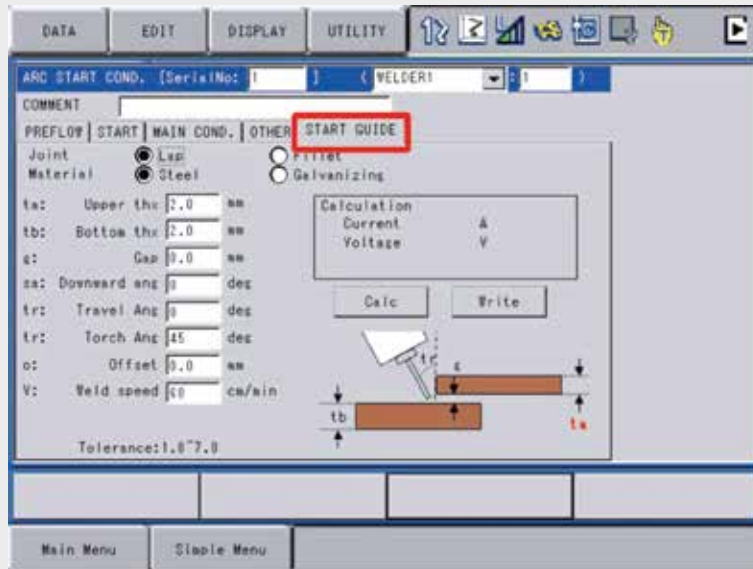 DATA EDIT DISPLAY UTILITY
ARC START COND. [SerialNo: 1 ] ( WELDER1 :1 )
COMMENT
PREFLOW START MAIN COND. OTHER START GUIDE
Joint Lap Fillet
Material Steel Galvanizing
ta: Upper thk 2.0 mm
tb: Bottom thk 2.0 mm
g: Gap 0.0 mm
sa: Downward ang 0 deg
tr: Travel Ang 0 deg
tr: Torch Ang 45 deg
o: Offset 0.0 mm
V: Weld speed 60 cm/min
Tolerance:1.0~7.0
Calculation
Current A
Voltage V
Calc Write
tr g
tb ta
Main Menu Simple Menu